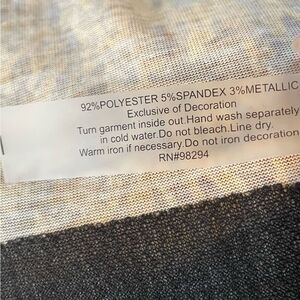 92%POLYESTER 5%SPANDEX 3%METALLIC
Exclusive of Decoration
Turn garment inside out.Hand wash separately
in cold water.Do not bleach.Line dry.
Warm iron if necessary.Do not iron decoration
RN#98294